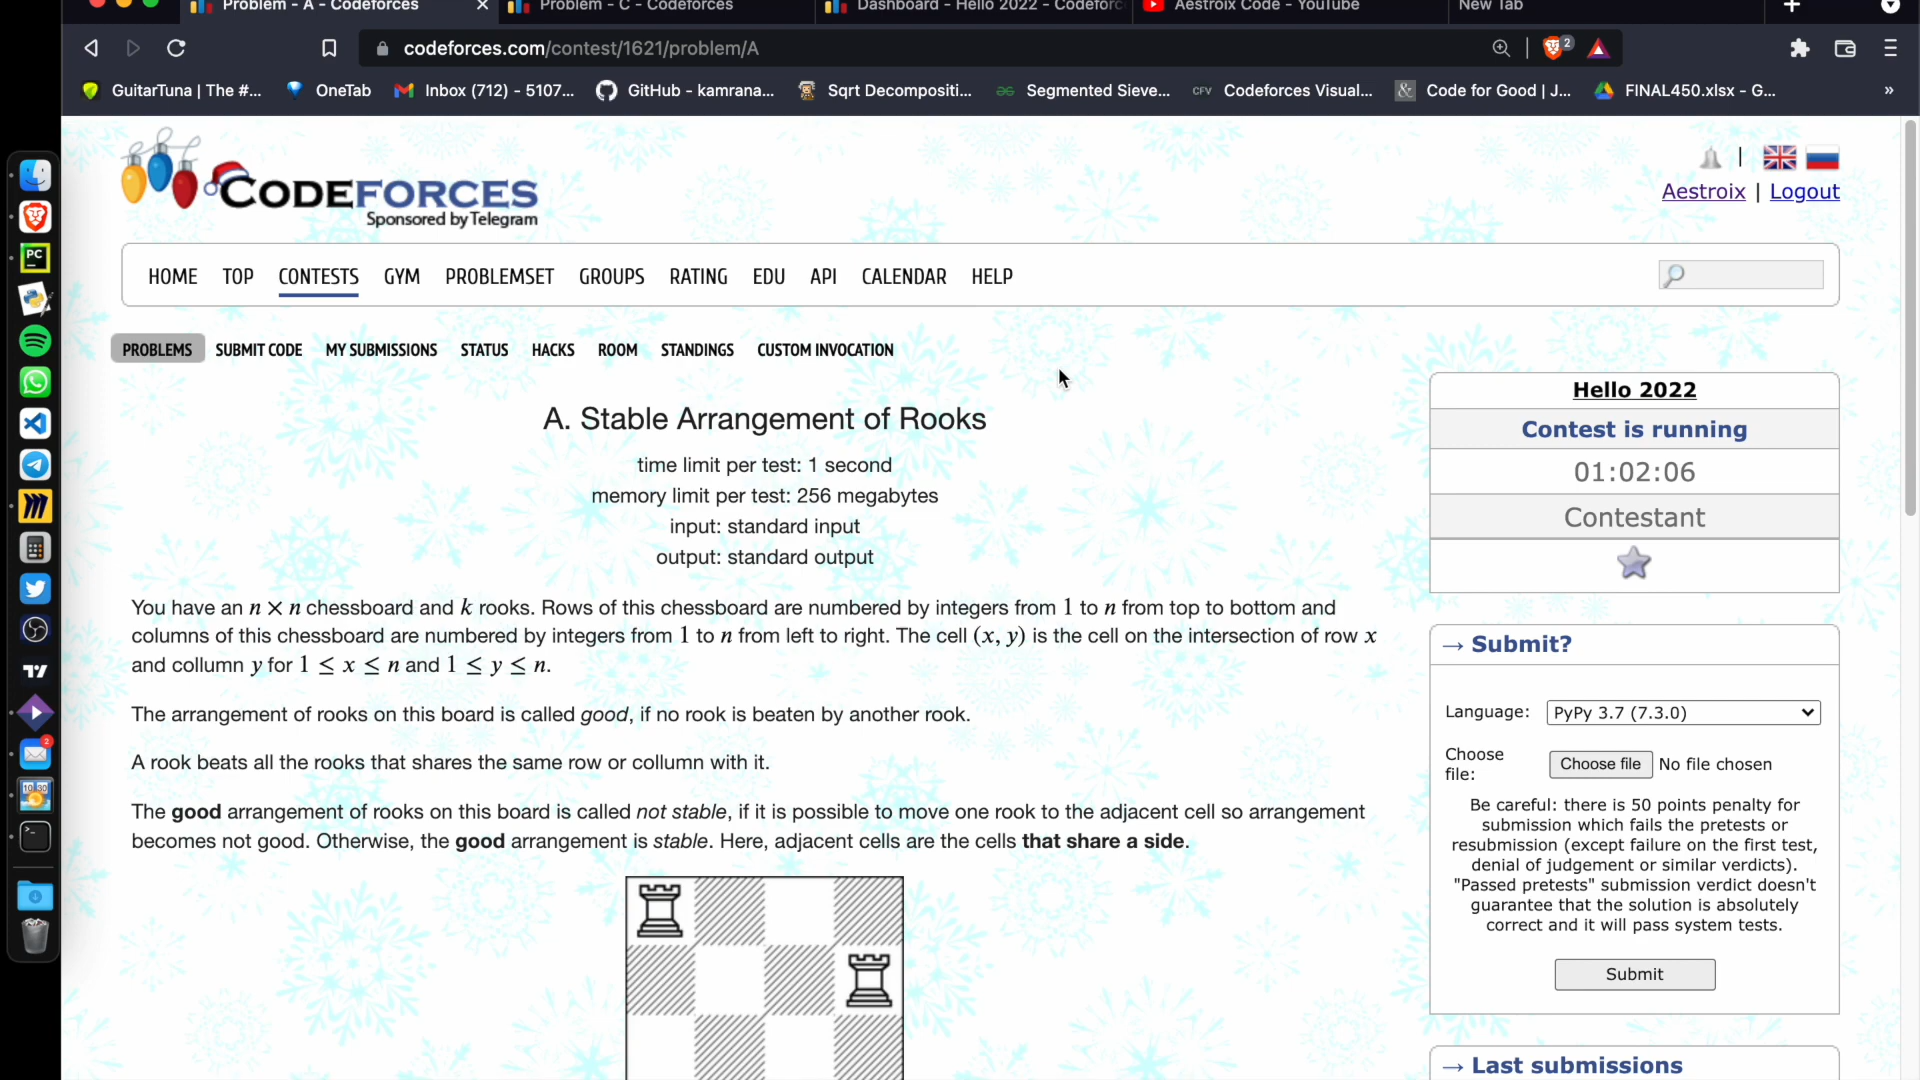 Problem - A - Codeforces
Problem - C - Codeforces
Dashboard - Hello 2022 - Codeforc
Aestroix Code - YouTube
New Tab
codeforces.com/contest/1621/problem/A
2
GuitarTuna | The #...
OneTab
Inbox (712) - 5107...
GitHub - kamrana...
Sqrt Decompositi...
Segmented Sieve...
CFV Codeforces Visual...
& Code for Good | J...
FINAL450.xlsx - G...
»
CODEFORCES
Sponsored by Telegram
|
Aestroix | Logout
HOME TOP CONTESTS GYM PROBLEMSET GROUPS RATING EDU API CALENDAR HELP
PROBLEMS SUBMIT CODE MY SUBMISSIONS STATUS HACKS ROOM STANDINGS CUSTOM INVOCATION
A. Stable Arrangement of Rooks
time limit per test: 1 second
memory limit per test: 256 megabytes
input: standard input
output: standard output
You have an n × n chessboard and k rooks. Rows of this chessboard are numbered by integers from 1 to n from top to bottom and
columns of this chessboard are numbered by integers from 1 to n from left to right. The cell (x, y) is the cell on the intersection of row x
and collumn y for 1 ≤ x ≤ n and 1 ≤ y ≤ n.
The arrangement of rooks on this board is called good, if no rook is beaten by another rook.
A rook beats all the rooks that shares the same row or collumn with it.
The good arrangement of rooks on this board is called not stable, if it is possible to move one rook to the adjacent cell so arrangement
becomes not good. Otherwise, the good arrangement is stable. Here, adjacent cells are the cells that share a side.
Hello 2022
Contest is running
01:02:06
Contestant
→ Submit?
Language: PyPy 3.7 (7.3.0)
Choose
file:
Choose file No file chosen
Be careful: there is 50 points penalty for
submission which fails the pretests or
resubmission (except failure on the first test,
denial of judgement or similar verdicts).
"Passed pretests" submission verdict doesn't
guarantee that the solution is absolutely
correct and it will pass system tests.
Submit
→ Last submissions
PC
2